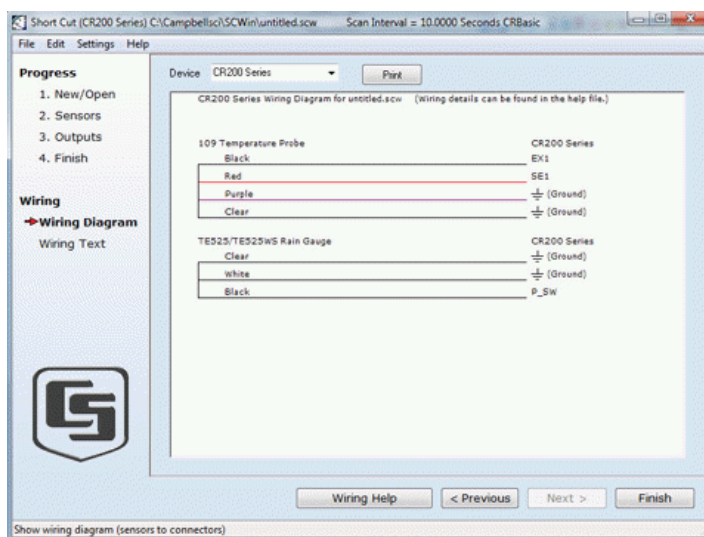 Short Cut (CR200 Series) C:\Campbellsci\SCWin\untitled.scw Scan Interval = 10.0000 Seconds CRBasic
File Edit Settings Help
Progress
1. New/Open
2. Sensors
3. Outputs
4. Finish
Wiring
Wiring Diagram
Wiring Text
CS
Device CR200 Series Print
CR200 Series Wiring Diagram for untitled.scw (Wiring details can be found in the help file.)
109 Temperature Probe CR200 Series
Black EX1
Red SE1
Purple (Ground)
Clear (Ground)
TE525/TE525WS Rain Gauge CR200 Series
Clear (Ground)
White (Ground)
Black P_SW
Wiring Help < Previous Next > Finish
Show wiring diagram (sensors to connectors)